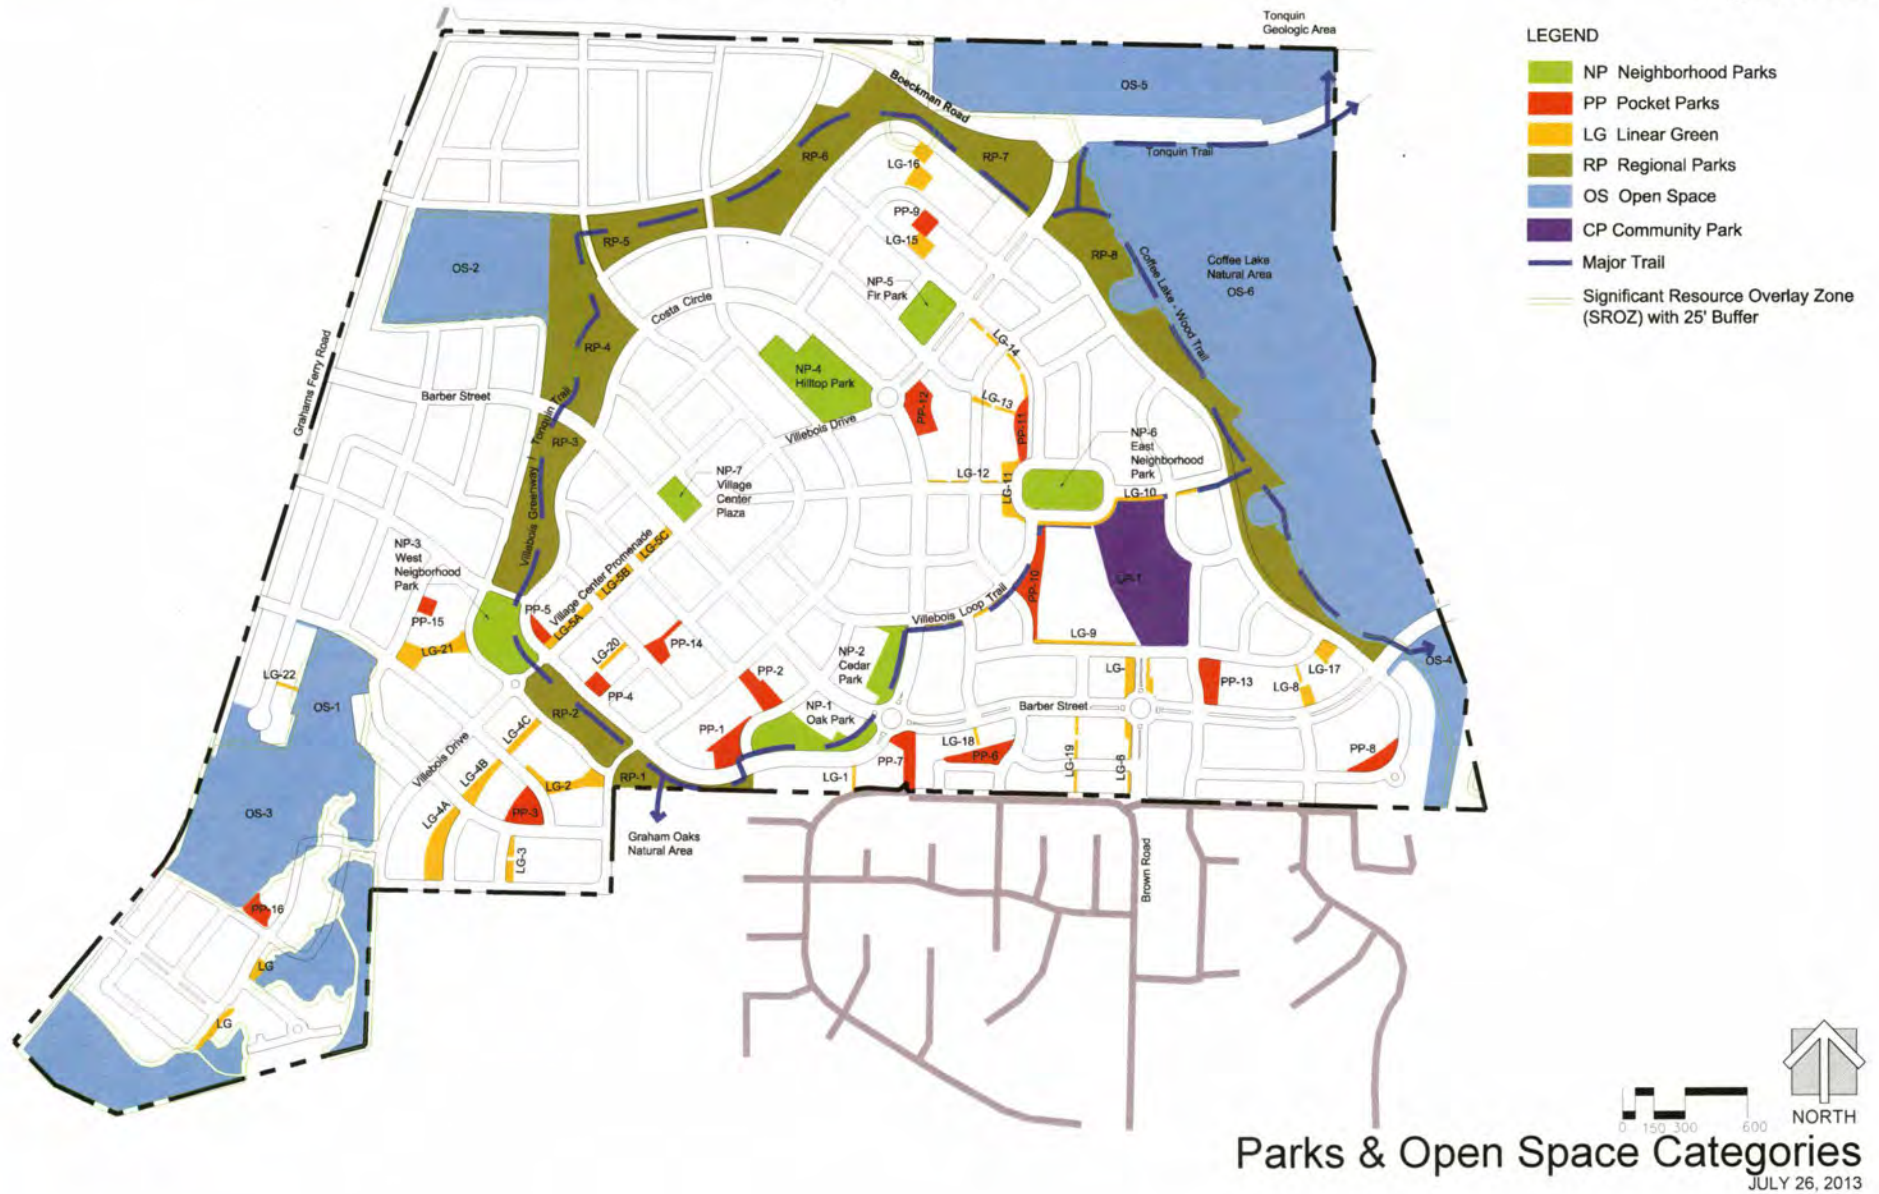 Tonquin
Geologic Area
LEGEND
NP Neighborhood Parks
PP Pocket Parks
LG Linear Green
RP Regional Parks
OS Open Space
CP Community Park
Major Trail
Significant Resource Overlay Zone
(SROZ) with 25' Buffer
Boeckman Road
OS-5
Tonquin Trail
RP-6
LG-16
RP-7
PP-9
LG-15
RP-5
RP-8
OS-2
Coffee Lake
Natural Area
OS-6
Coffee Lake - Wood Trail
NP-5
Fir Park
Costa Circle
LG-14
RP-4
Grahams Ferry Road
NP-4
Hilltop Park
Barber Street
PP-12
LG-13
PP-11
Villebois Drive
Villebois Greenway / Tonquin Trail
RP-3
NP-6
East
Neighborhood
Park
NP-7
Village
Center
Plaza
LG-12
LG-11
LG-10
NP-3
West
Neigborhood
Park
Village Center Promenade
LG-5C
LG-5B
LG-5A
PP-5
PP-10
CP-1
Villebois Loop Trail
PP-15
LG-21
LG-20
PP-14
LG-9
NP-2
Cedar
Park
PP-2
LG-
PP-13
LG-8
LG-17
OS-4
LG-22
OS-1
PP-4
RP-2
NP-1
Oak Park
Barber Street
PP-1
LG-4C
Villebois Drive
LG-18
PP-6
PP-8
LG-4B
LG-2
RP-1
LG-1
PP-7
LG-19
LG-6
OS-3
LG-4A
PP-3
Graham Oaks
Natural Area
LG-3
Brown Road
PP-16
LG
LG
NORTH
0 150 300 600
Parks & Open Space Categories
JULY 26, 2013